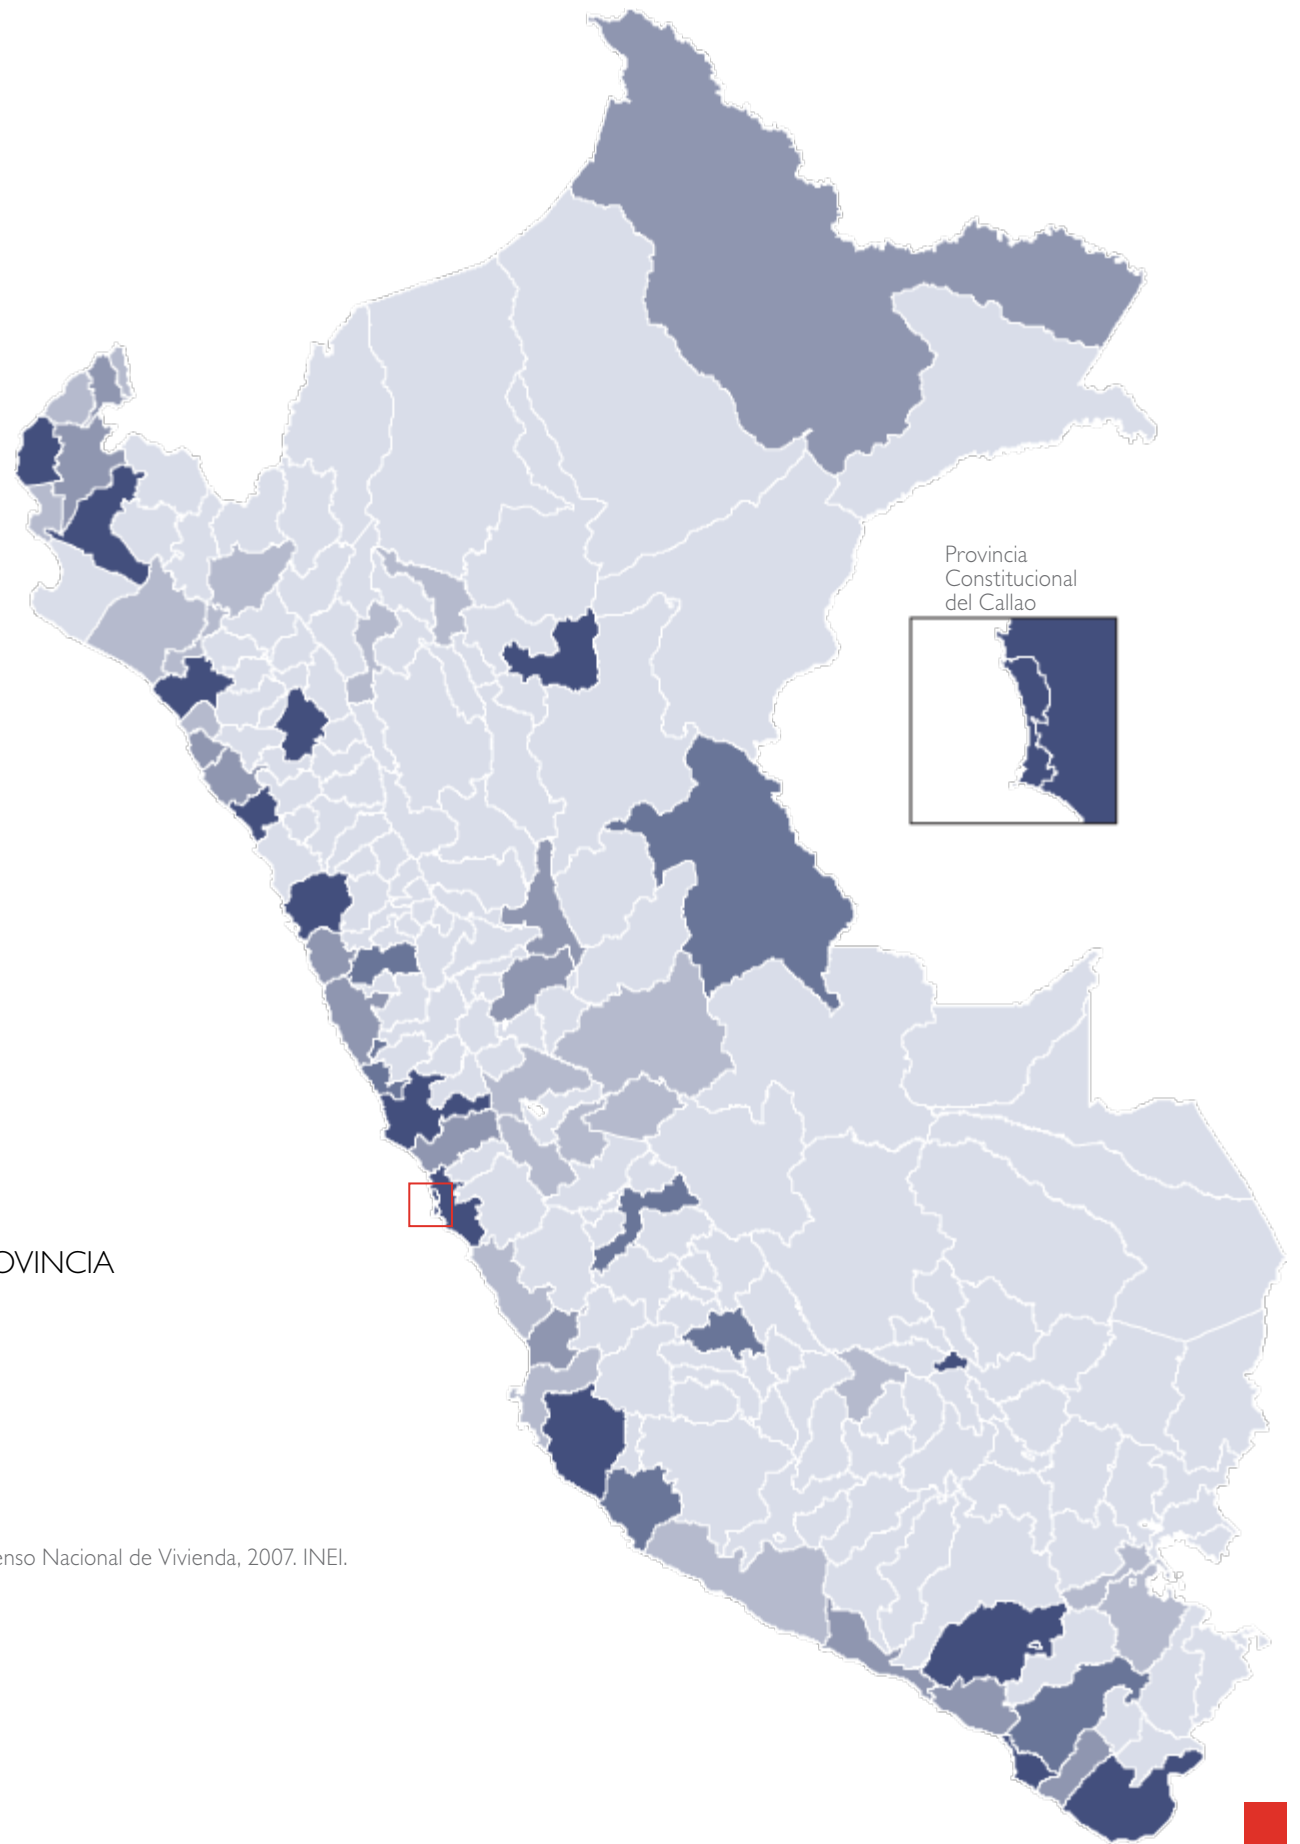 Provincia
Constitucional
del Callao
OVINCIA
enso Nacional de Vivienda, 2007. INEI.